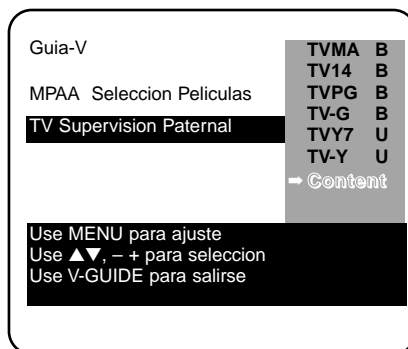 Guia-V
MPAA Seleccion Peliculas
TV Supervision Paternal
TVMA B
TV14 B
TVPG B
TV-G B
TVY7 U
TV-Y U
➡ Content
Use MENU para ajuste
Use ▲▼, – + para seleccion
Use V-GUIDE para salirse